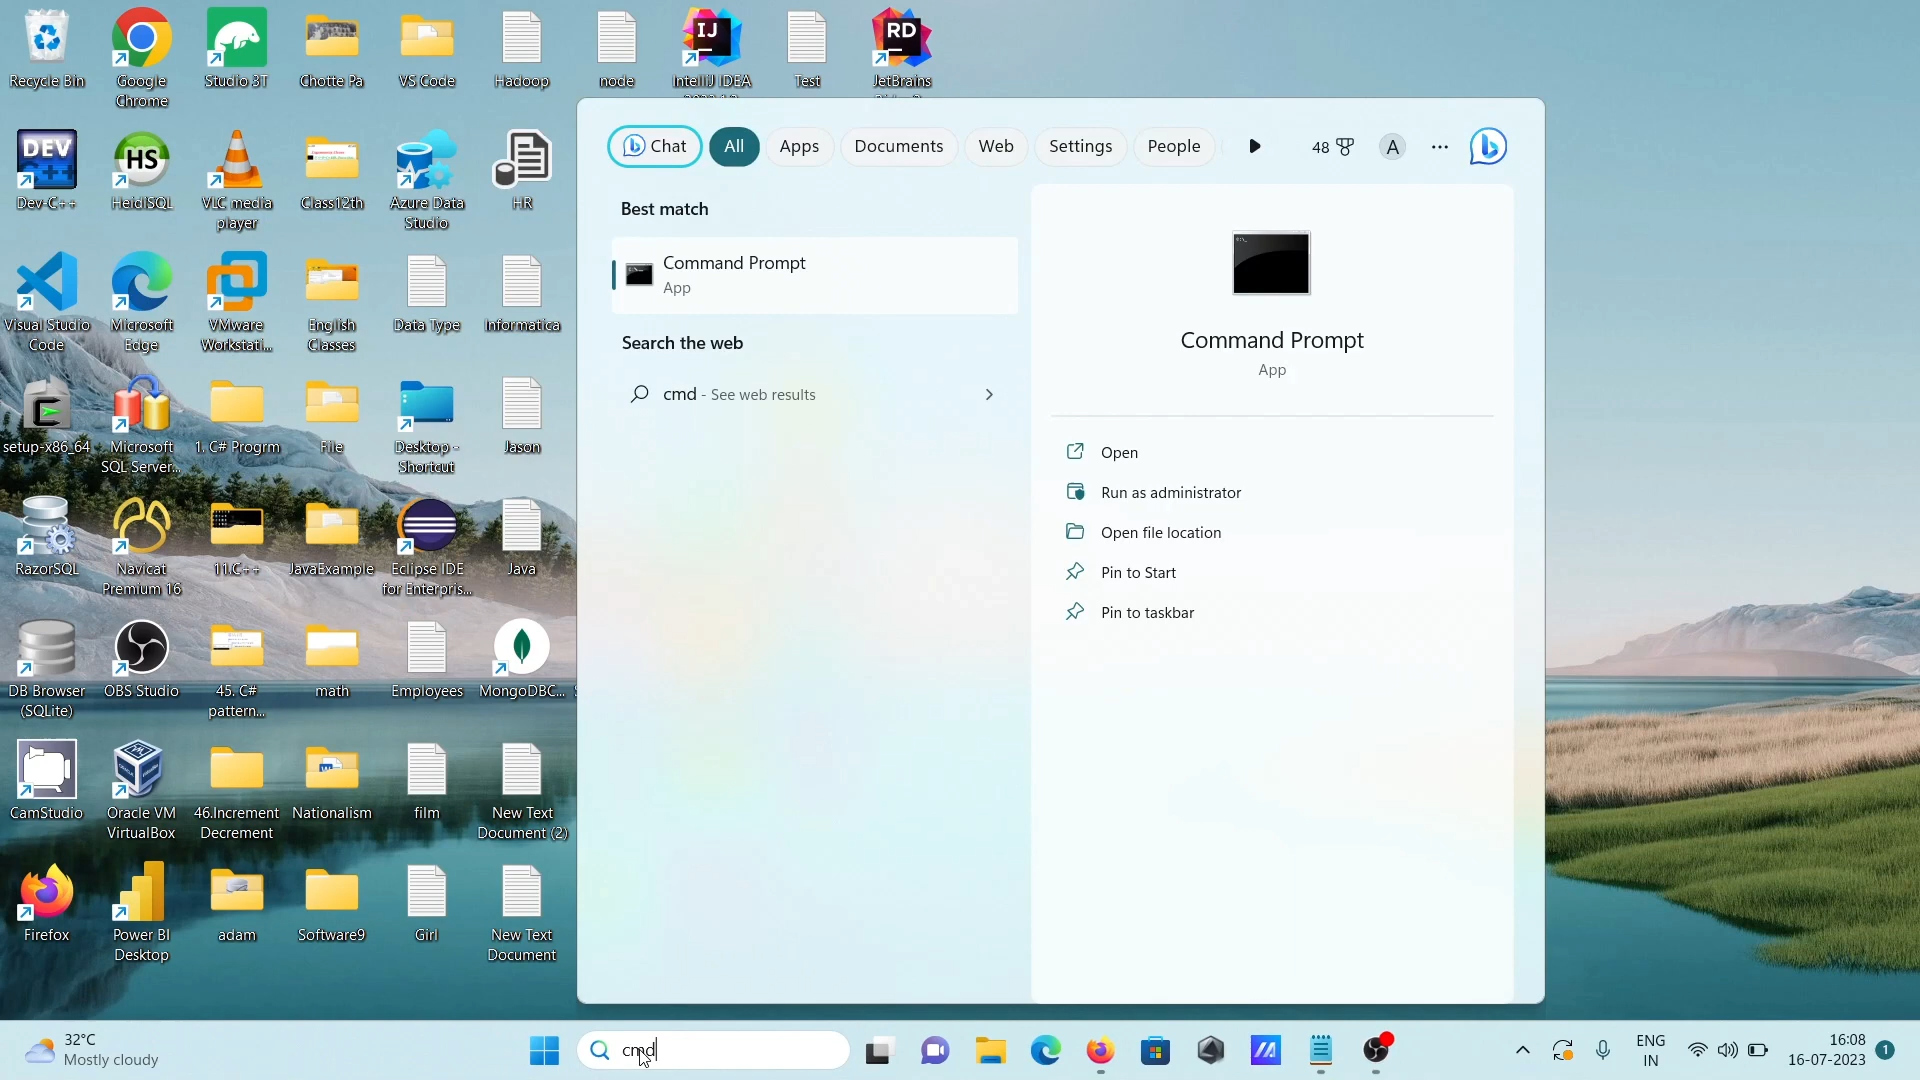 Recycle Bin
Google
Chrome
Studio 3T
Chotte Pa
VS Code
Hadoop
node
IntelliJ IDEA
Test
JetBrains
IJ
RD
DEV
C++
Dev-C++
HS
HeidiSQL
VLC media
player
Class12th
Azure Data
Studio
HR
Visual Studio
Code
Microsoft
Edge
VMware
Workstati...
English
Classes
Data Type
Informatica
setup-x86_64
Microsoft
SQL Server...
1. C# Progrm
File
Desktop -
Shortcut
Jason
RazorSQL
Navicat
Premium 16
11.C++
JavaExample
Eclipse IDE
for Enterpris...
Java
DB Browser
(SQLite)
OBS Studio
45. C#
pattern...
math
Employees
MongoDBC...
CamStudio
Oracle VM
VirtualBox
46.Increment
Decrement
Nationalism
film
New Text
Document (2)
Firefox
Power BI
Desktop
adam
Software9
Girl
New Text
Document
Chat
All
Apps
Documents
Web
Settings
People
48
A
Best match
Command Prompt
App
Search the web
cmd - See web results
Command Prompt
App
Open
Run as administrator
Open file location
Pin to Start
Pin to taskbar
32°C
Mostly cloudy
cmd
ENG
IN
16:08
16-07-2023
1